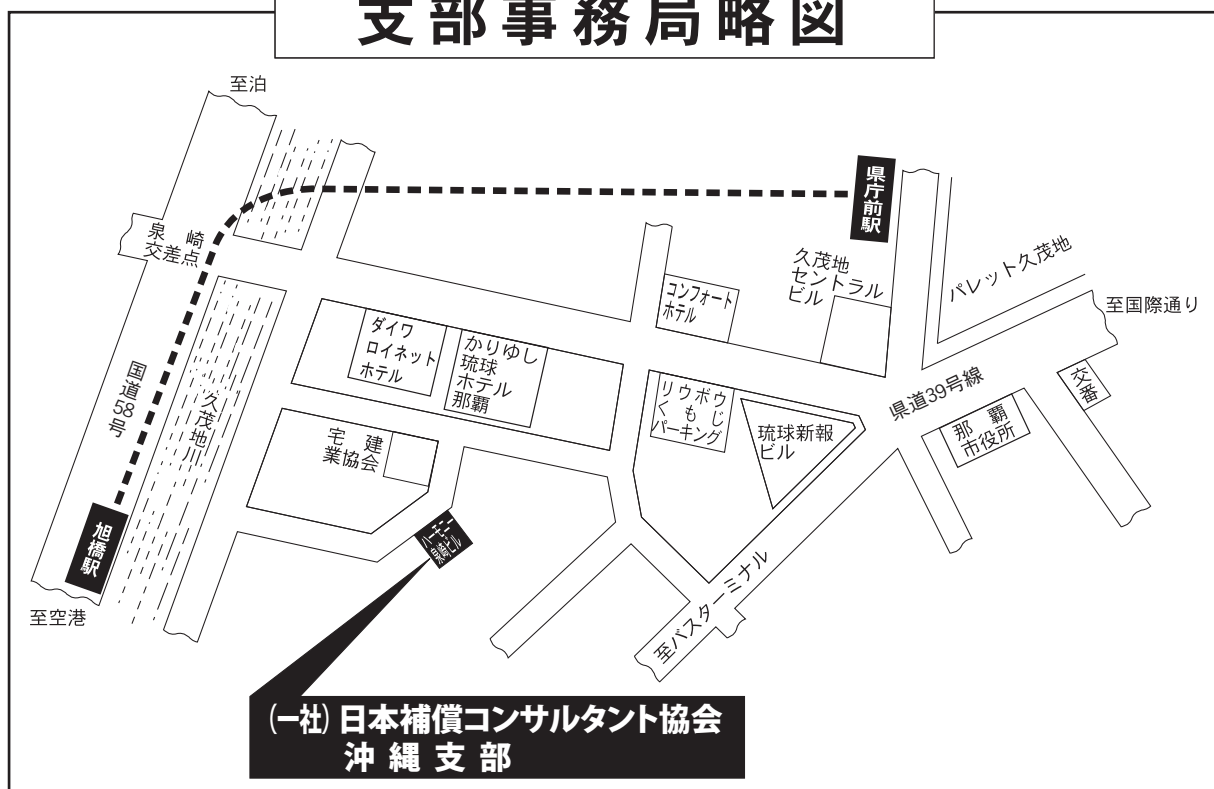 支部事務局略図
至泊
県庁前駅
泉崎
交差点
久茂地
セントラル
ビル
パレット久茂地
至国際通り
コンフォート
ホテル
ダイワ
ロイネット
ホテル
かりゆし
琉球
ホテル
那覇
国道58号
久茂地川
リウボウ
くもじ
パーキング
琉球新報
ビル
県道39号線
交番
那覇
市役所
宅建
業協会
旭橋駅
至空港
至バスターミナル
(一社)日本補償コンサルタント協会
沖縄支部